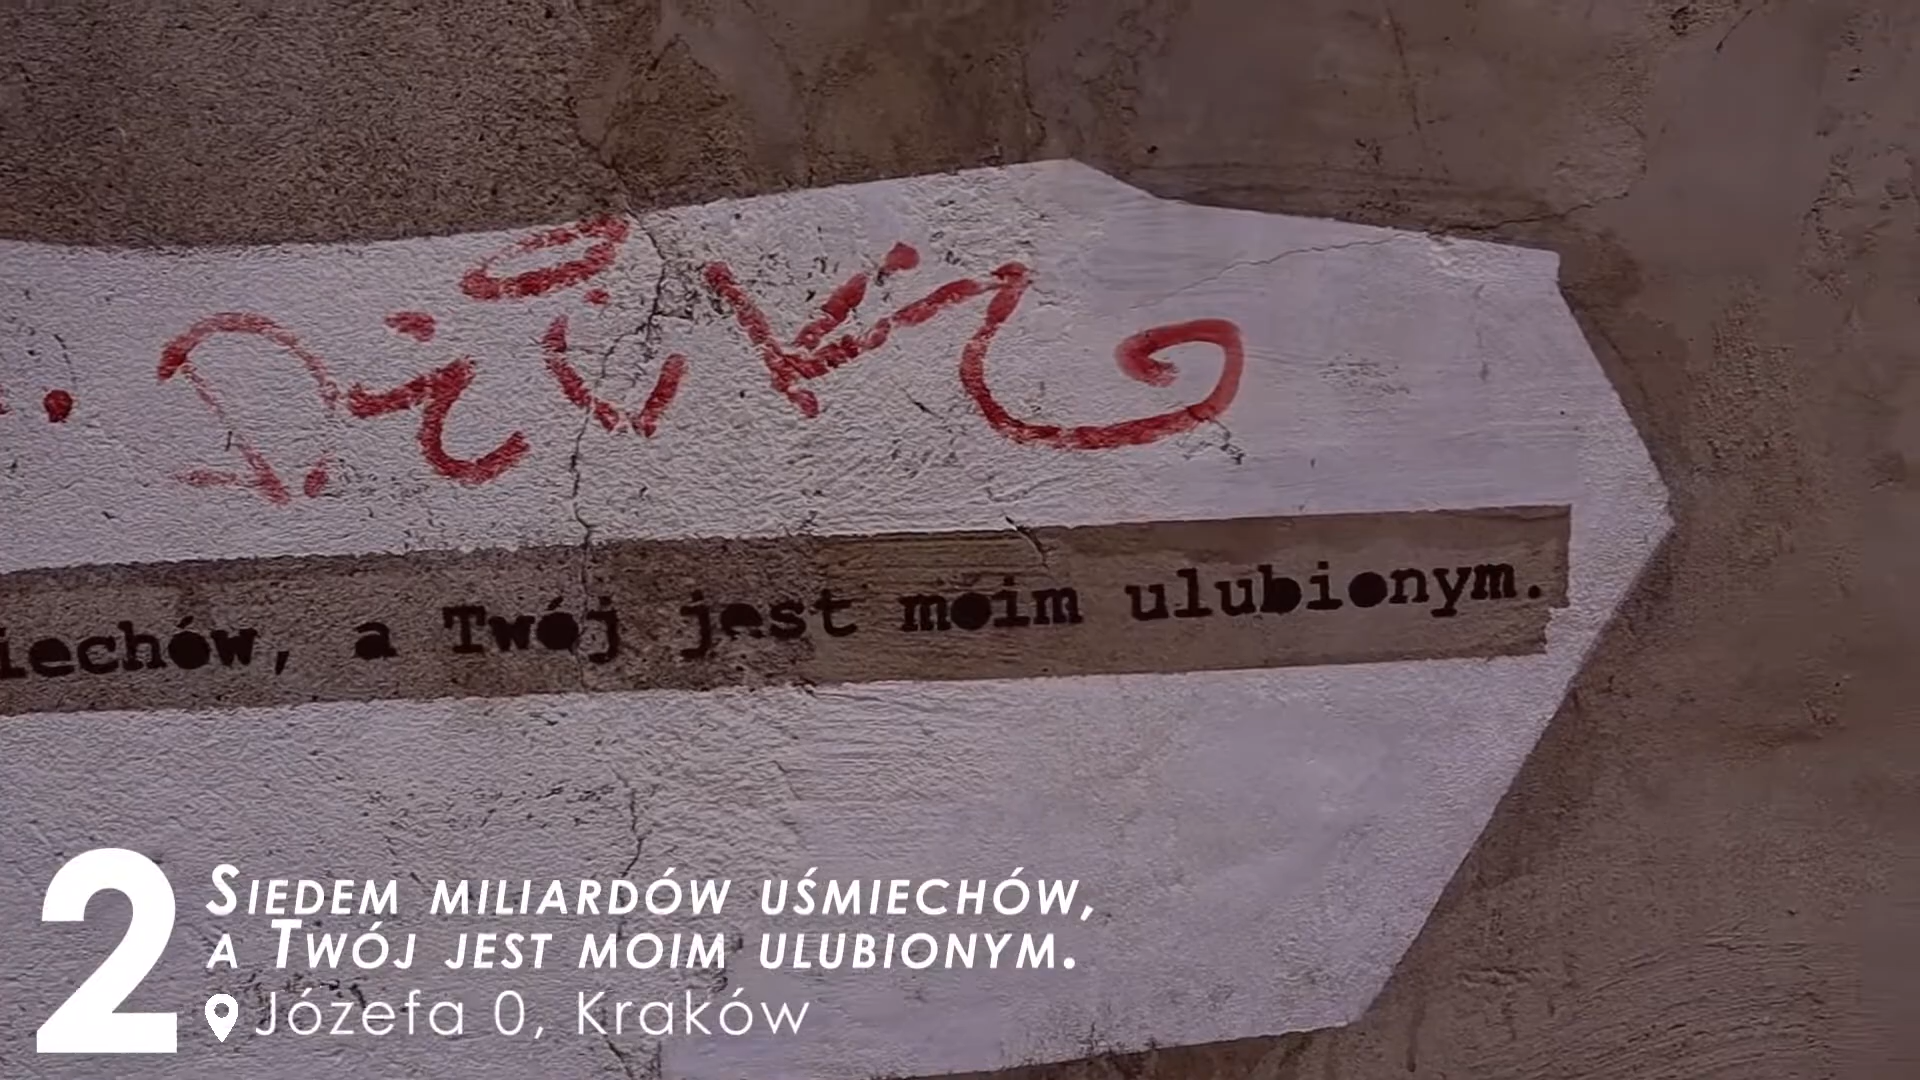 iechów, a Twój jest moim ulubionym.
2
Siedem miliardów uśmiechów,
a Twój jest moim ulubionym.
Józefa 0, Kraków